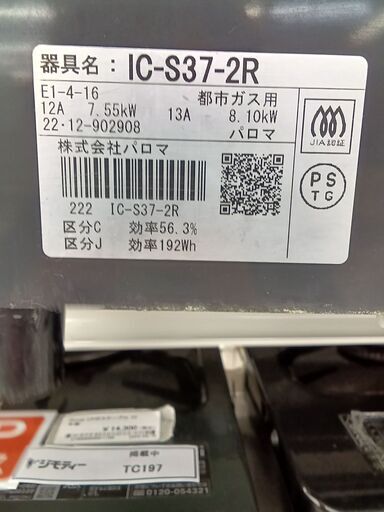 器具名：IC-S37-2R
E1-4-16 都市ガス用
12A 7.55kW 13A 8.10kW
22・12-902908 パロマ
JIA認証
株式会社パロマ
PS
TG
222 IC-S37-2R
区分C 効率56.3%
区分J 効率192Wh
ジモティー
掲載中
TC197
0120-054321